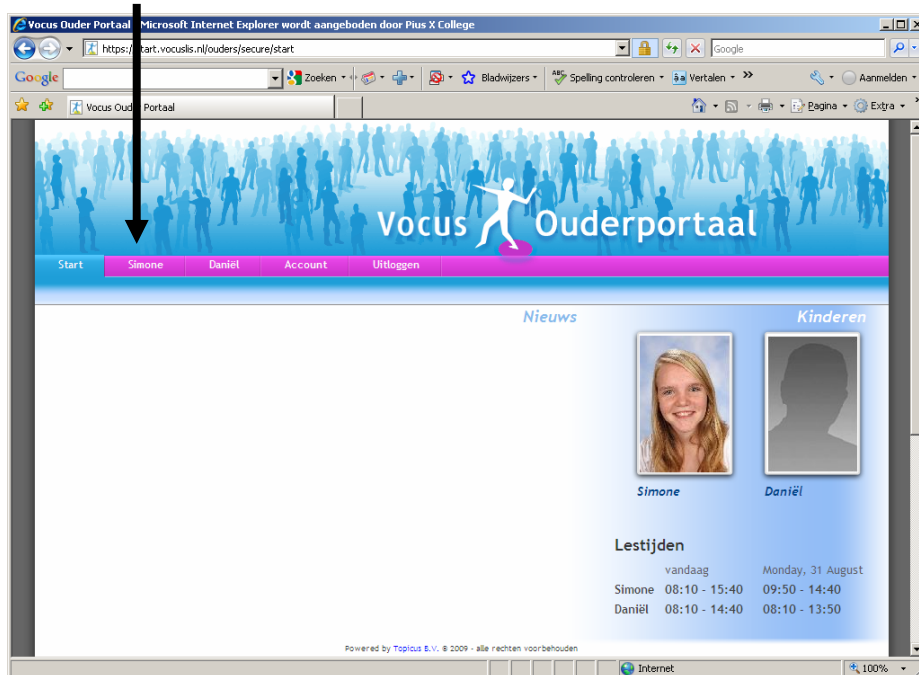 Vocus Ouder Portaal - Microsoft Internet Explorer wordt aangeboden door Pius X College
https://start.vocuslis.nl/ouders/secure/start
Google
Google Zoeken Bladwijzers ABC Spelling controleren Vertalen Aanmelden
Vocus Ouder Portaal Pagina Extra
Vocus Ouderportaal
Start Simone Daniël Account Uitloggen
Nieuws Kinderen
Simone Daniël
Lestijden
vandaag Monday, 31 August
Simone 08:10 - 15:40 09:50 - 14:40
Daniël 08:10 - 14:40 08:10 - 13:50
Powered by Topicus B.V. © 2009 - alle rechten voorbehouden
Internet 100%